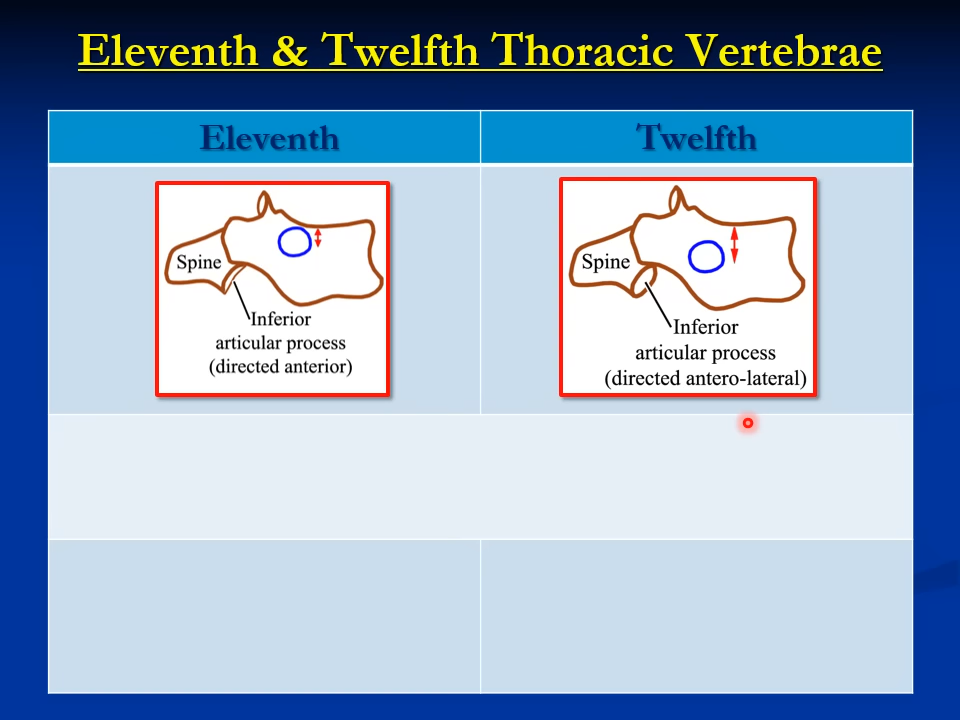 Eleventh & Twelfth Thoracic Vertebrae
Eleventh
Twelfth
Spine
Inferior
articular process
(directed anterior)
Spine
Inferior
articular process
(directed antero-lateral)